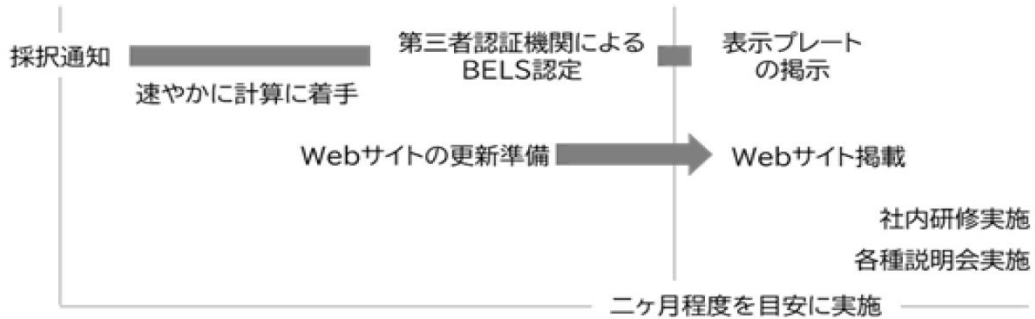 採択通知
速やかに計算に着手
第三者認証機関による
BELS認定
表示プレート
の掲示
Webサイトの更新準備
Webサイト掲載
社内研修実施
各種説明会実施
二ヶ月程度を目安に実施